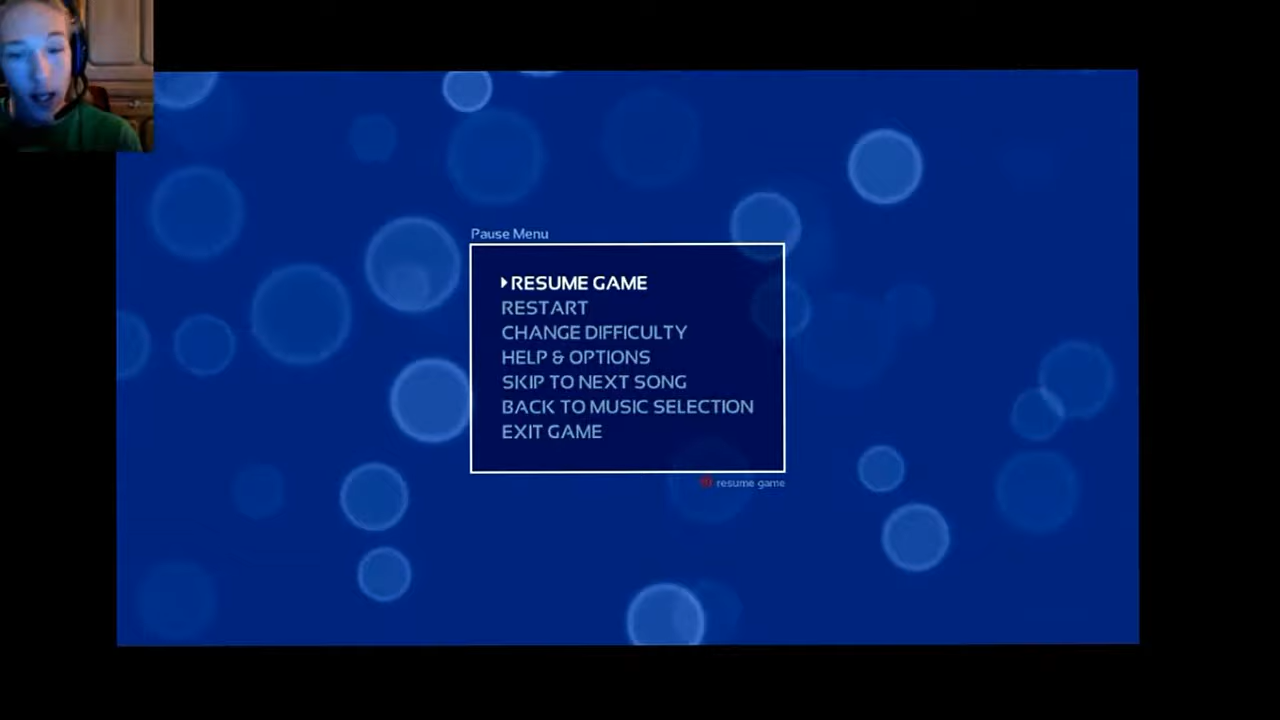 Pause Menu
RESUME GAME
RESTART
CHANGE DIFFICULTY
HELP & OPTIONS
SKIP TO NEXT SONG
BACK TO MUSIC SELECTION
EXIT GAME
resume game